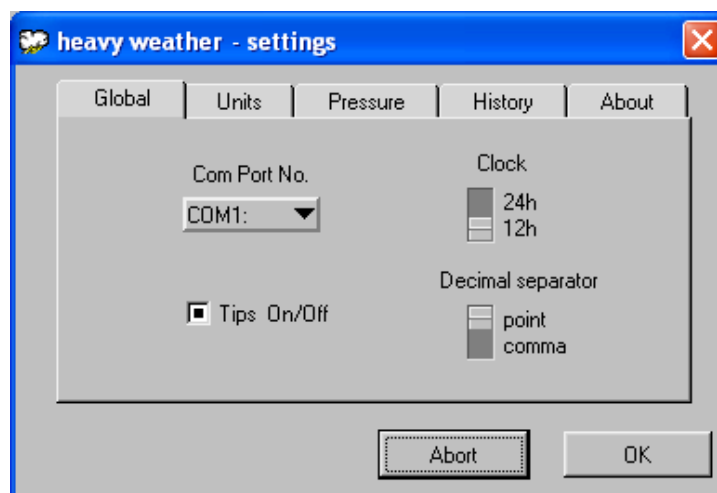 heavy weather - settings
Global Units Pressure History About
Com Port No.
COM1:
Tips On/Off
Clock
24h
12h
Decimal separator
point
comma
Abort OK